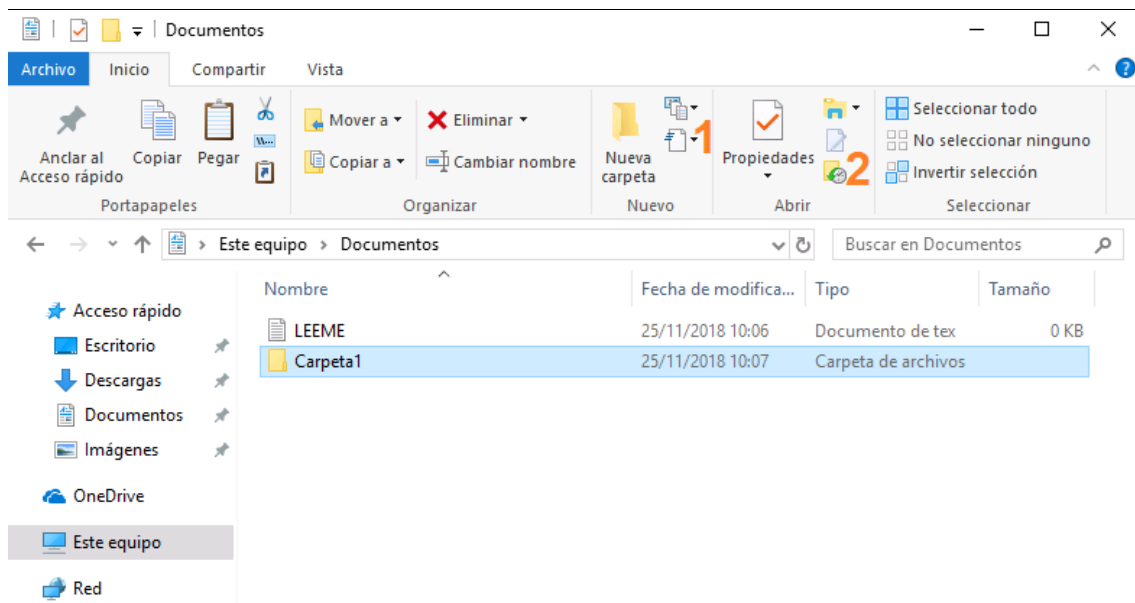 Documentos
Archivo Inicio Compartir Vista
Anclar al Acceso rápido
Copiar
Pegar
Mover a
Copiar a
Eliminar
Cambiar nombre
Nueva carpeta
1
Propiedades
2
Seleccionar todo
No seleccionar ninguno
Invertir selección
Portapapeles Organizar Nuevo Abrir Seleccionar
Este equipo > Documentos
Buscar en Documentos
Nombre Fecha de modifica... Tipo Tamaño
LEEME 25/11/2018 10:06 Documento de tex 0 KB
Carpeta1 25/11/2018 10:07 Carpeta de archivos
Acceso rápido
Escritorio
Descargas
Documentos
Imágenes
OneDrive
Este equipo
Red